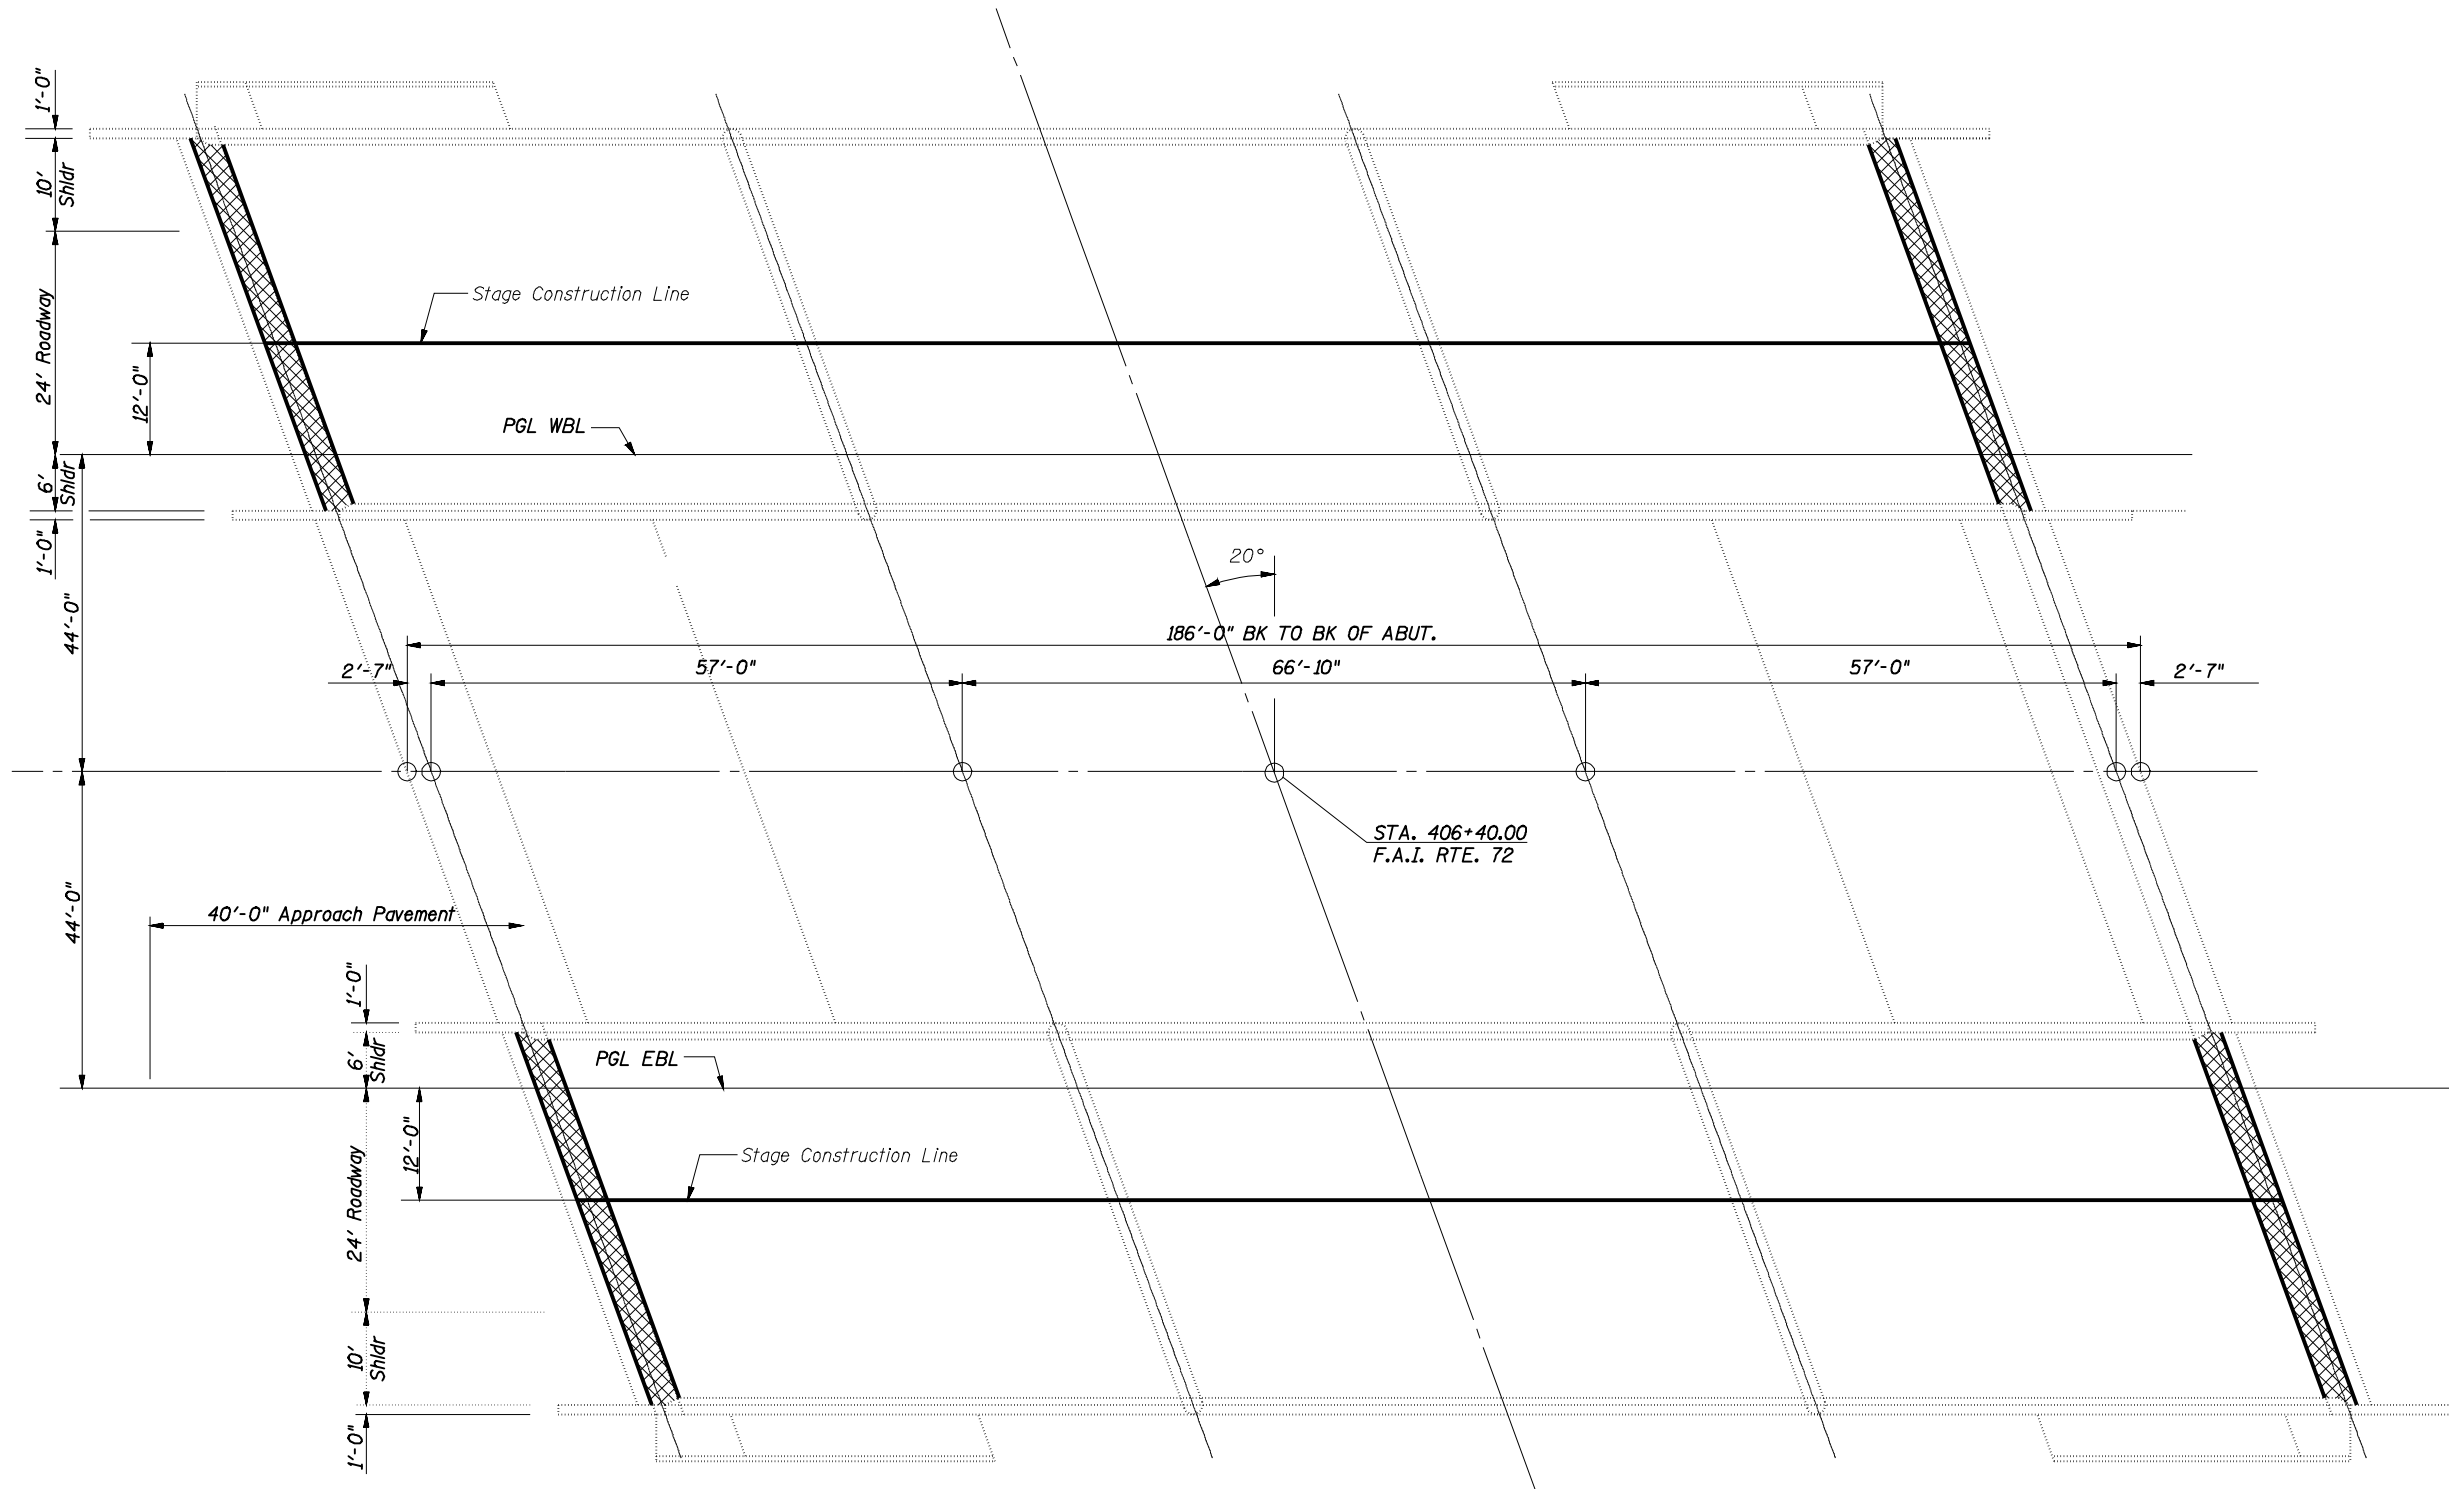 1'-0"
10'
Shldr
24' Roadway
12'-0"
6'
Shldr
1'-0"
44'-0"
Stage Construction Line
PGL WBL
20°
186'-0" BK TO BK OF ABUT.
2'-7"
57'-0"
66'-10"
57'-0"
2'-7"
STA. 406+40.00
F.A.I. RTE. 72
44'-0"
40'-0" Approach Pavement
1'-0"
6'
Shldr
PGL EBL
12'-0"
24' Roadway
Stage Construction Line
10'
Shldr
1'-0"